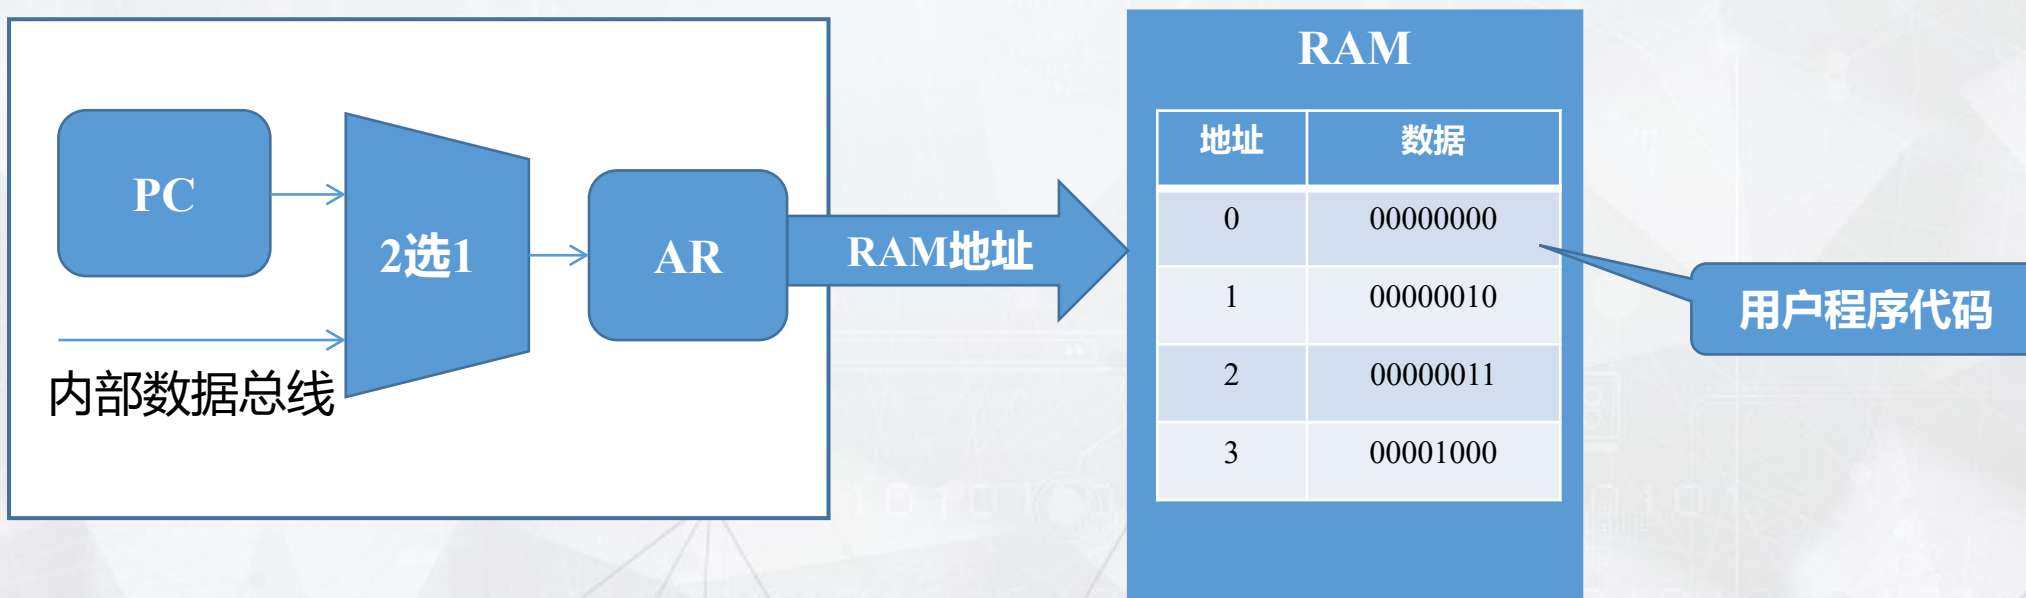 PC
2选1
AR
内部数据总线
RAM地址
RAM
地址 数据
0 00000000
1 00000010
2 00000011
3 00001000
用户程序代码